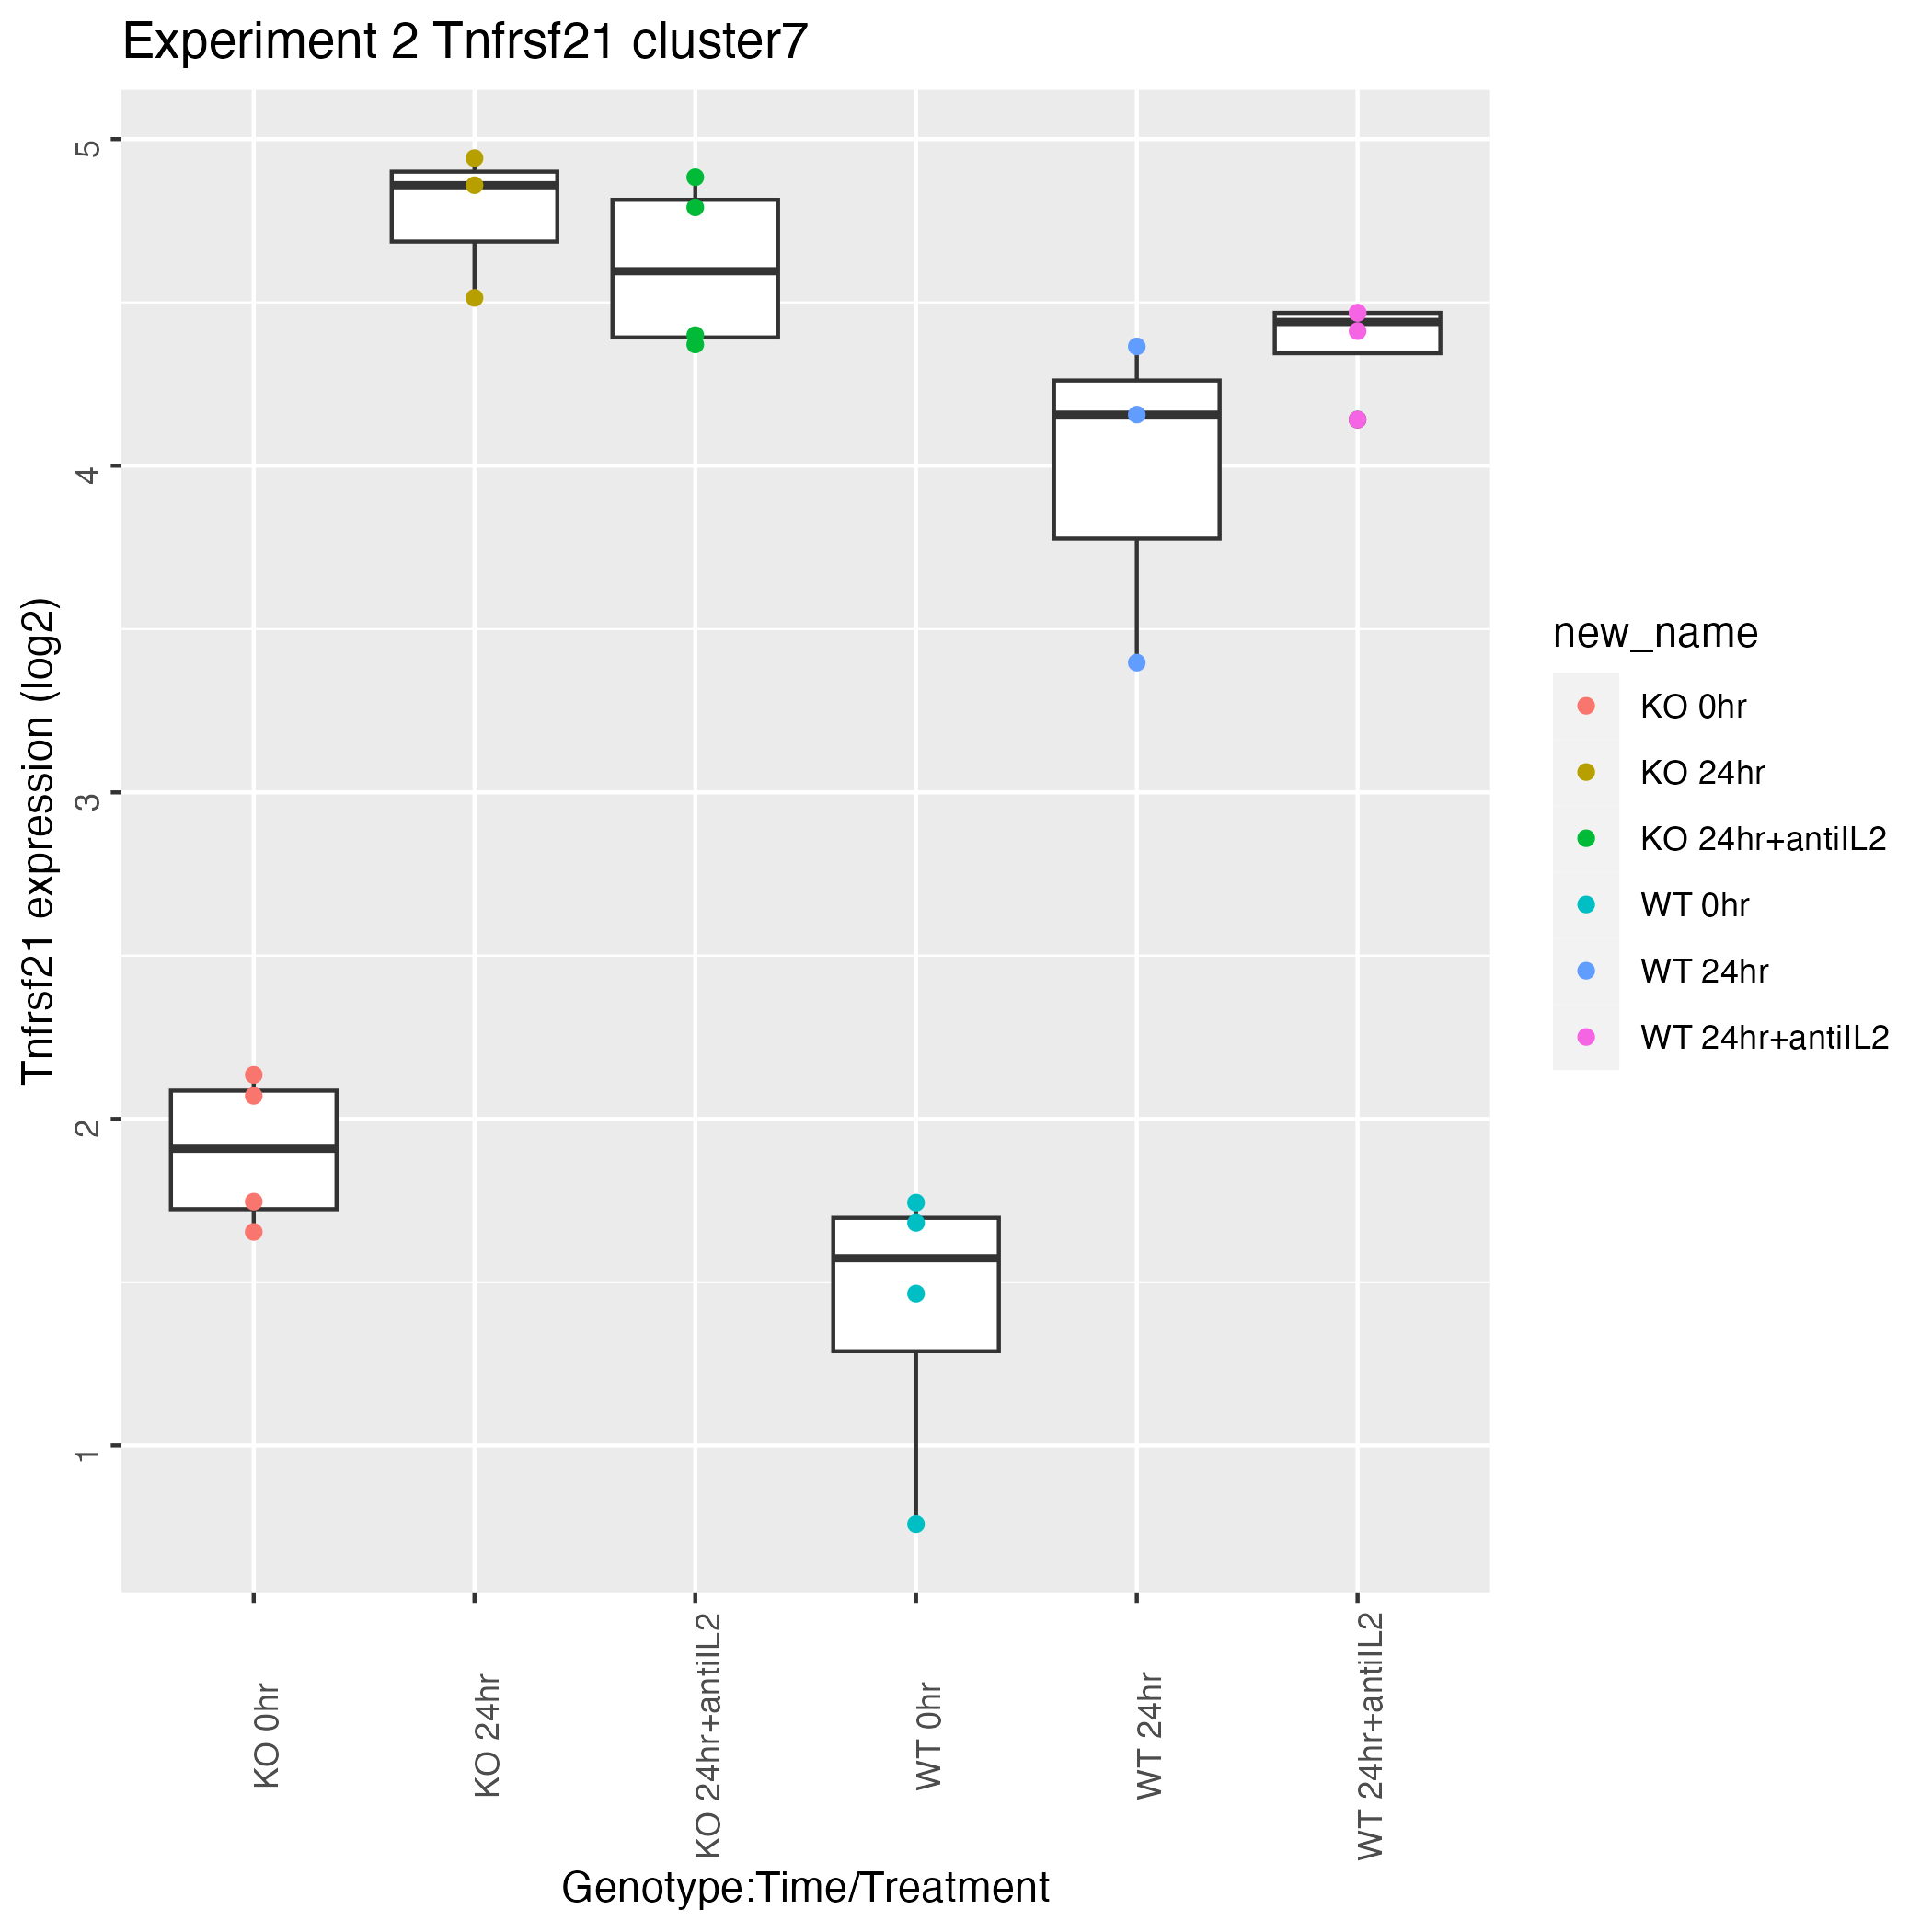 Experiment 2 Tnfrsf21 cluster7
Tnfrsf21 expression (log2)
5
4
3
2
1
KO 0hr
KO 24hr
KO 24hr+antiIL2
WT 0hr
WT 24hr
WT 24hr+antiIL2
Genotype:Time/Treatment
new_name
KO 0hr
KO 24hr
KO 24hr+antiIL2
WT 0hr
WT 24hr
WT 24hr+antiIL2